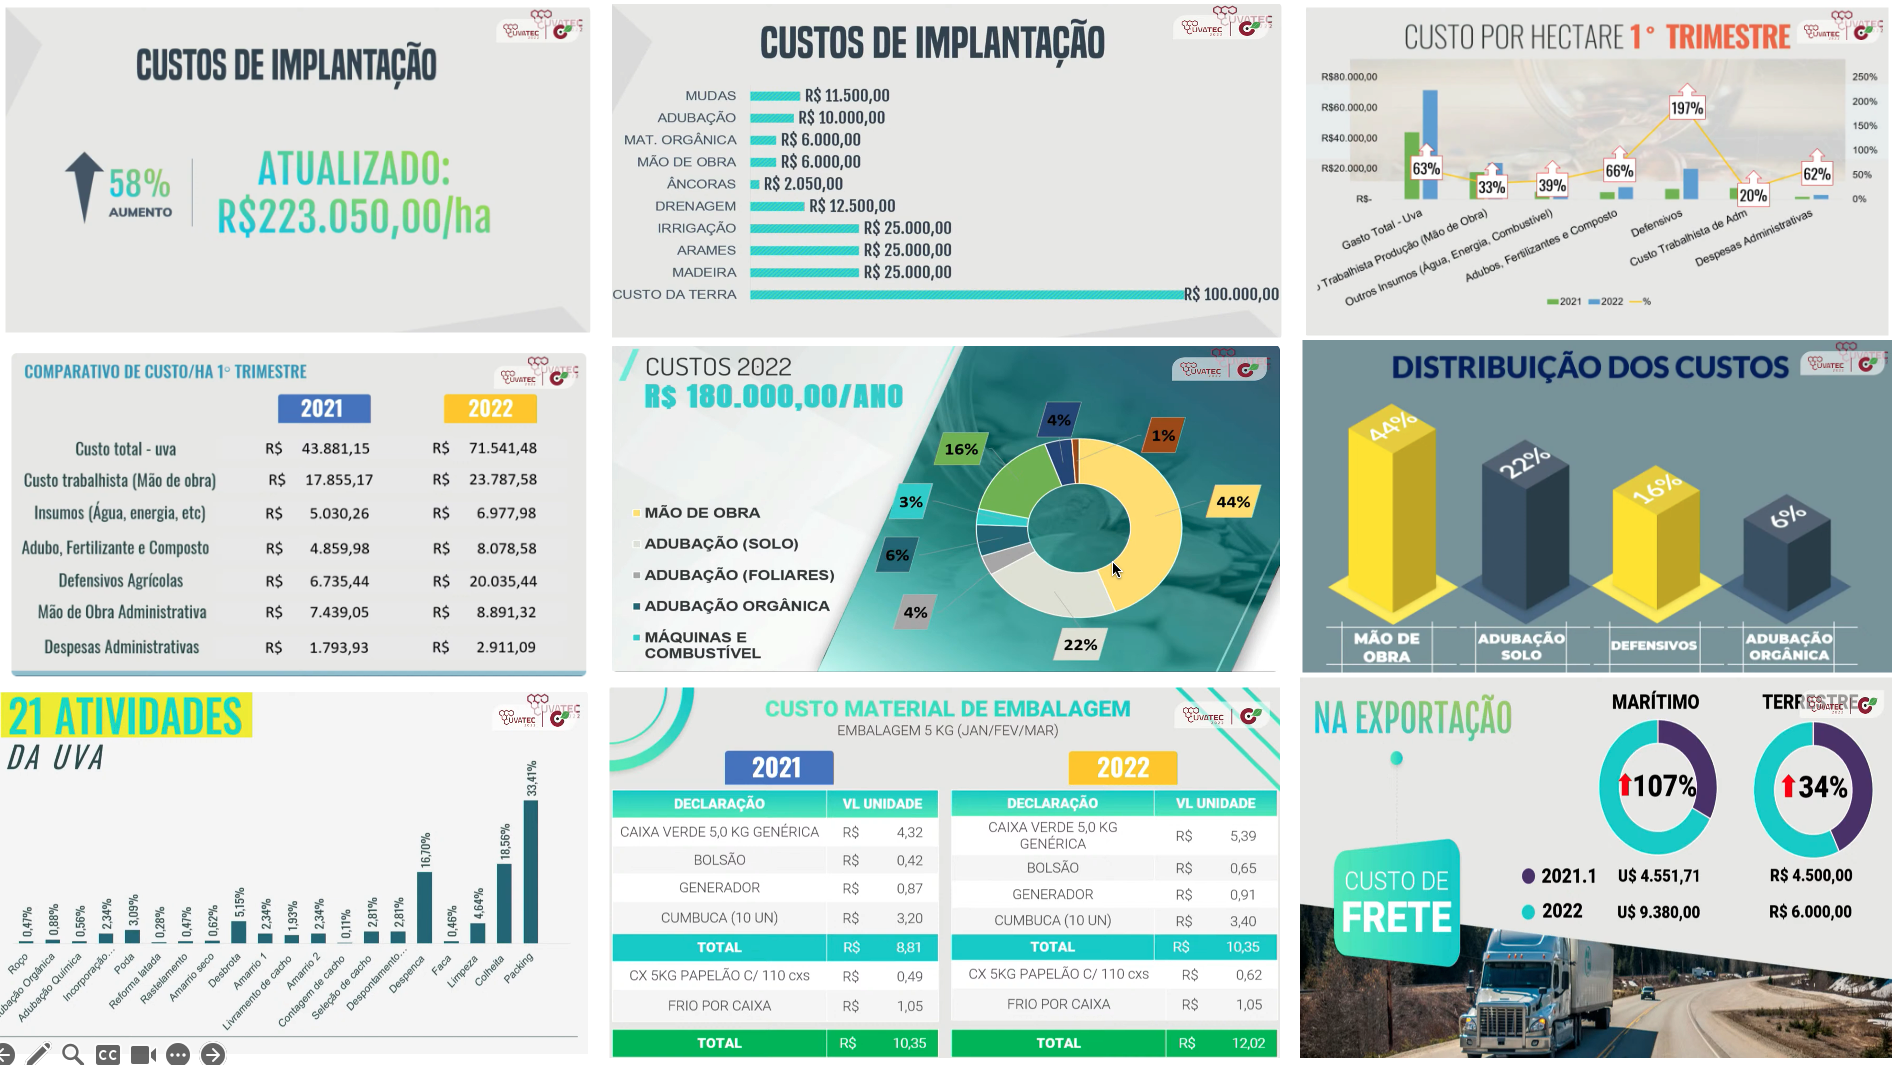 CUSTOS DE IMPLANTAÇÃO
58%
AUMENTO
ATUALIZADO:
R$223.050,00/ha
CUSTOS DE IMPLANTAÇÃO
MUDAS R$ 11.500,00
ADUBAÇÃO R$ 10.000,00
MAT. ORGÂNICA R$ 6.000,00
MÃO DE OBRA R$ 6.000,00
ÂNCORAS R$ 2.050,00
DRENAGEM R$ 12.500,00
IRRIGAÇÃO R$ 25.000,00
ARAMES R$ 25.000,00
MADEIRA R$ 25.000,00
CUSTO DA TERRA R$ 100.000,00
CUSTO POR HECTARE 1° TRIMESTRE
R$80.000,00
R$60.000,00
R$40.000,00
R$20.000,00
R$-
250%
200%
150%
100%
50%
0%
63%
33%
39%
66%
197%
20%
62%
Gasto Total - Uva
Trabalhista Produção (Mão de Obra)
Outros Insumos (Água, Energia, Combustível)
Adubos, Fertilizantes e Composto
Defensivos
Custo Trabalhista de Adm
Despesas Administrativas
2021 2022 %
COMPARATIVO DE CUSTO/HA 1° TRIMESTRE
2021 2022
Custo total - uva R$ 43.881,15 R$ 71.541,48
Custo trabalhista (Mão de obra) R$ 17.855,17 R$ 23.787,58
Insumos (Água, energia, etc) R$ 5.030,26 R$ 6.977,98
Adubo, Fertilizante e Composto R$ 4.859,98 R$ 8.078,58
Defensivos Agrícolas R$ 6.735,44 R$ 20.035,44
Mão de Obra Administrativa R$ 7.439,05 R$ 8.891,32
Despesas Administrativas R$ 1.793,93 R$ 2.911,09
CUSTOS 2022
R$ 180.000,00/ANO
MÃO DE OBRA
ADUBAÇÃO (SOLO)
ADUBAÇÃO (FOLIARES)
ADUBAÇÃO ORGÂNICA
MÁQUINAS E
COMBUSTÍVEL
4%
1%
16%
3%
44%
6%
4%
22%
DISTRIBUIÇÃO DOS CUSTOS
44%
22%
16%
6%
MÃO DE
OBRA
ADUBAÇÃO
SOLO
DEFENSIVOS
ADUBAÇÃO
ORGÂNICA
21 ATIVIDADES
DA UVA
0,47%
0,88%
0,56%
2,34%
3,09%
0,28%
0,47%
0,62%
5,15%
2,34%
1,93%
2,34%
0,11%
2,81%
2,81%
16,70%
0,46%
4,64%
18,56%
33,41%
Roço
Adubação Química
Incorporação...
Poda
Reforma latada
Rastelamento
Amarrio seco
Desbrota
Amarrio 1
Livramento de cacho
Amarrio 2
Contagem de cacho
Seleção de cacho
Despontamento...
Despenca
Faca
Limpeza
Colheita
Packing
CC
CUSTO MATERIAL DE EMBALAGEM
EMBALAGEM 5 KG (JAN/FEV/MAR)
2021
DECLARAÇÃO VL UNIDADE
CAIXA VERDE 5,0 KG GENÉRICA R$ 4,32
BOLSÃO R$ 0,42
GENERADOR R$ 0,87
CUMBUCA (10 UN) R$ 3,20
TOTAL R$ 8,81
CX 5KG PAPELÃO C/ 110 cxs R$ 0,49
FRIO POR CAIXA R$ 1,05
TOTAL R$ 10,35
2022
DECLARAÇÃO VL UNIDADE
CAIXA VERDE 5,0 KG
GENÉRICA R$ 5,39
BOLSÃO R$ 0,65
GENERADOR R$ 0,91
CUMBUCA (10 UN) R$ 3,40
TOTAL R$ 10,35
CX 5KG PAPELÃO C/ 110 cxs R$ 0,62
FRIO POR CAIXA R$ 1,05
TOTAL R$ 12,02
NA EXPORTAÇÃO
MARÍTIMO TERRESTRE
107% 34%
CUSTO DE
FRETE
2021.1 U$ 4.551,71 R$ 4.500,00
2022 U$ 9.380,00 R$ 6.000,00